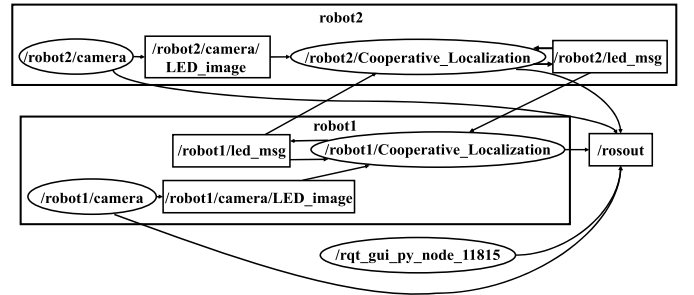 robot2
/robot2/camera
/robot2/camera/
LED_image
/robot2/Cooperative_Localization
/robot2/led_msg
robot1
/robot1/led_msg
/robot1/Cooperative_Localization
/rosout
/robot1/camera
/robot1/camera/LED_image
/rqt_gui_py_node_11815